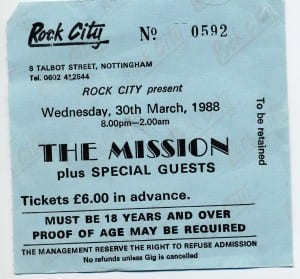 Rock City
No 0592
8 TALBOT STREET, NOTTINGHAM
Tel. 0602 412544
ROCK CITY present
Wednesday, 30th March, 1988
8.00pm—2.00am
THE MISSION
plus SPECIAL GUESTS
Tickets £6.00 in advance.
MUST BE 18 YEARS AND OVER
PROOF OF AGE MAY BE REQUIRED
THE MANAGEMENT RESERVE THE RIGHT TO REFUSE ADMISSION
No refunds unless Gig is cancelled
To be retained